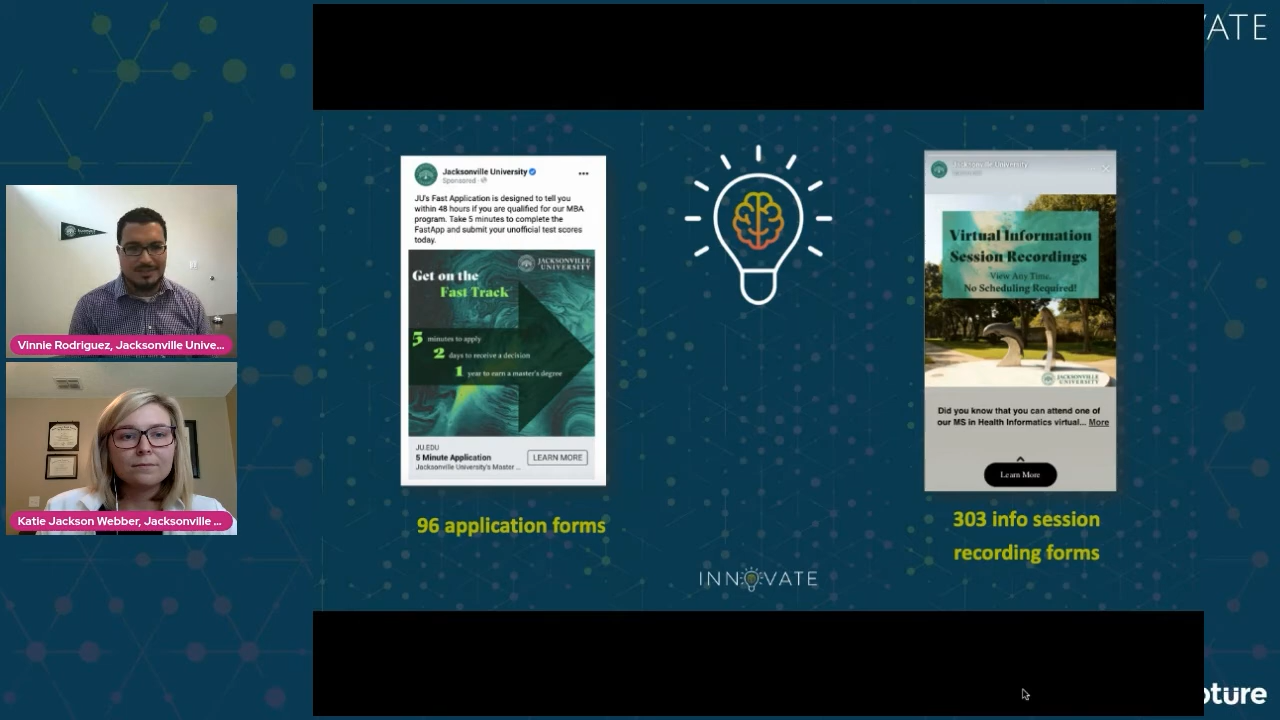 VATE
Jacksonville University
Sponsored
JU's Fast Application is designed to tell you
within 48 hours if you are qualified for our MBA
program. Take 5 minutes to complete the
FastApp and submit your unofficial test scores
today.
JACKSONVILLE
UNIVERSITY
Get on the
Fast Track
5 minutes to apply
2 days to receive a decision
1 year to earn a master's degree
JU.EDU
5 Minute Application
Jacksonville University's Master ...
LEARN MORE
96 application forms
INNOVATE
Jacksonville University
Virtual Information
Session Recordings
View Any Time.
No Scheduling Required!
JACKSONVILLE
UNIVERSITY
Did you know that you can attend one of
our MS in Health Informatics virtual... More
Learn More
303 info session
recording forms
Vinnie Rodriguez, Jacksonville Unive...
Katie Jackson Webber, Jacksonville ...
pture